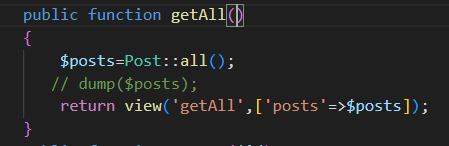 public function getAll()
{
$posts=Post::all();
// dump($posts);
return view('getAll',['posts'=>$posts]);
}